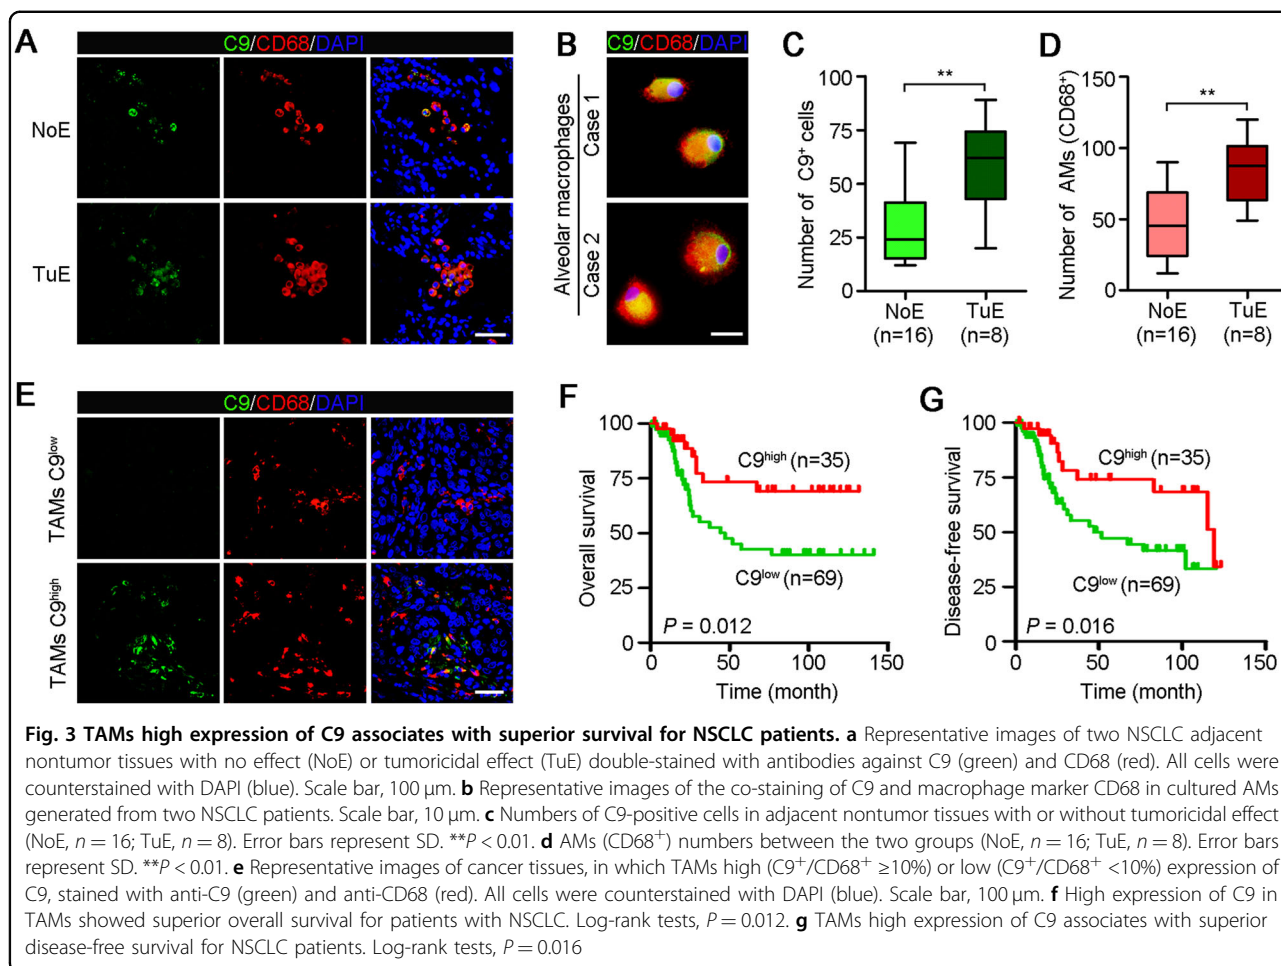 A
C9/CD68/DAPI
NoE
TuE
B
C9/CD68/DAPI
Alveolar macrophages
Case 1
Case 2
C
Number of C9⁺ cells
100
75
50
25
0
**
NoE
(n=16)
TuE
(n=8)
D
Number of AMs (CD68⁺)
150
100
50
0
**
NoE
(n=16)
TuE
(n=8)
E
C9/CD68/DAPI
TAMs C9ˡᵒʷ
TAMs C9ʰⁱᵍʰ
F
Overall survival
100
75
50
25
0
C9ʰⁱᵍʰ (n=35)
C9ˡᵒʷ (n=69)
P = 0.012
0 50 100 150
Time (month)
G
Disease-free survival
100
75
50
25
0
C9ʰⁱᵍʰ (n=35)
C9ˡᵒʷ (n=69)
P = 0.016
0 50 100 150
Time (month)
Fig. 3 TAMs high expression of C9 associates with superior survival for NSCLC patients. a Representative images of two NSCLC adjacent
nontumor tissues with no effect (NoE) or tumoricidal effect (TuE) double-stained with antibodies against C9 (green) and CD68 (red). All cells were
counterstained with DAPI (blue). Scale bar, 100 μm. b Representative images of the co-staining of C9 and macrophage marker CD68 in cultured AMs
generated from two NSCLC patients. Scale bar, 10 μm. c Numbers of C9-positive cells in adjacent nontumor tissues with or without tumoricidal effect
(NoE, n = 16; TuE, n = 8). Error bars represent SD. **P < 0.01. d AMs (CD68⁺) numbers between the two groups (NoE, n = 16; TuE, n = 8). Error bars
represent SD. **P < 0.01. e Representative images of cancer tissues, in which TAMs high (C9⁺/CD68⁺ ≥10%) or low (C9⁺/CD68⁺ <10%) expression of
C9, stained with anti-C9 (green) and anti-CD68 (red). All cells were counterstained with DAPI (blue). Scale bar, 100 μm. f High expression of C9 in
TAMs showed superior overall survival for patients with NSCLC. Log-rank tests, P = 0.012. g TAMs high expression of C9 associates with superior
disease-free survival for NSCLC patients. Log-rank tests, P = 0.016